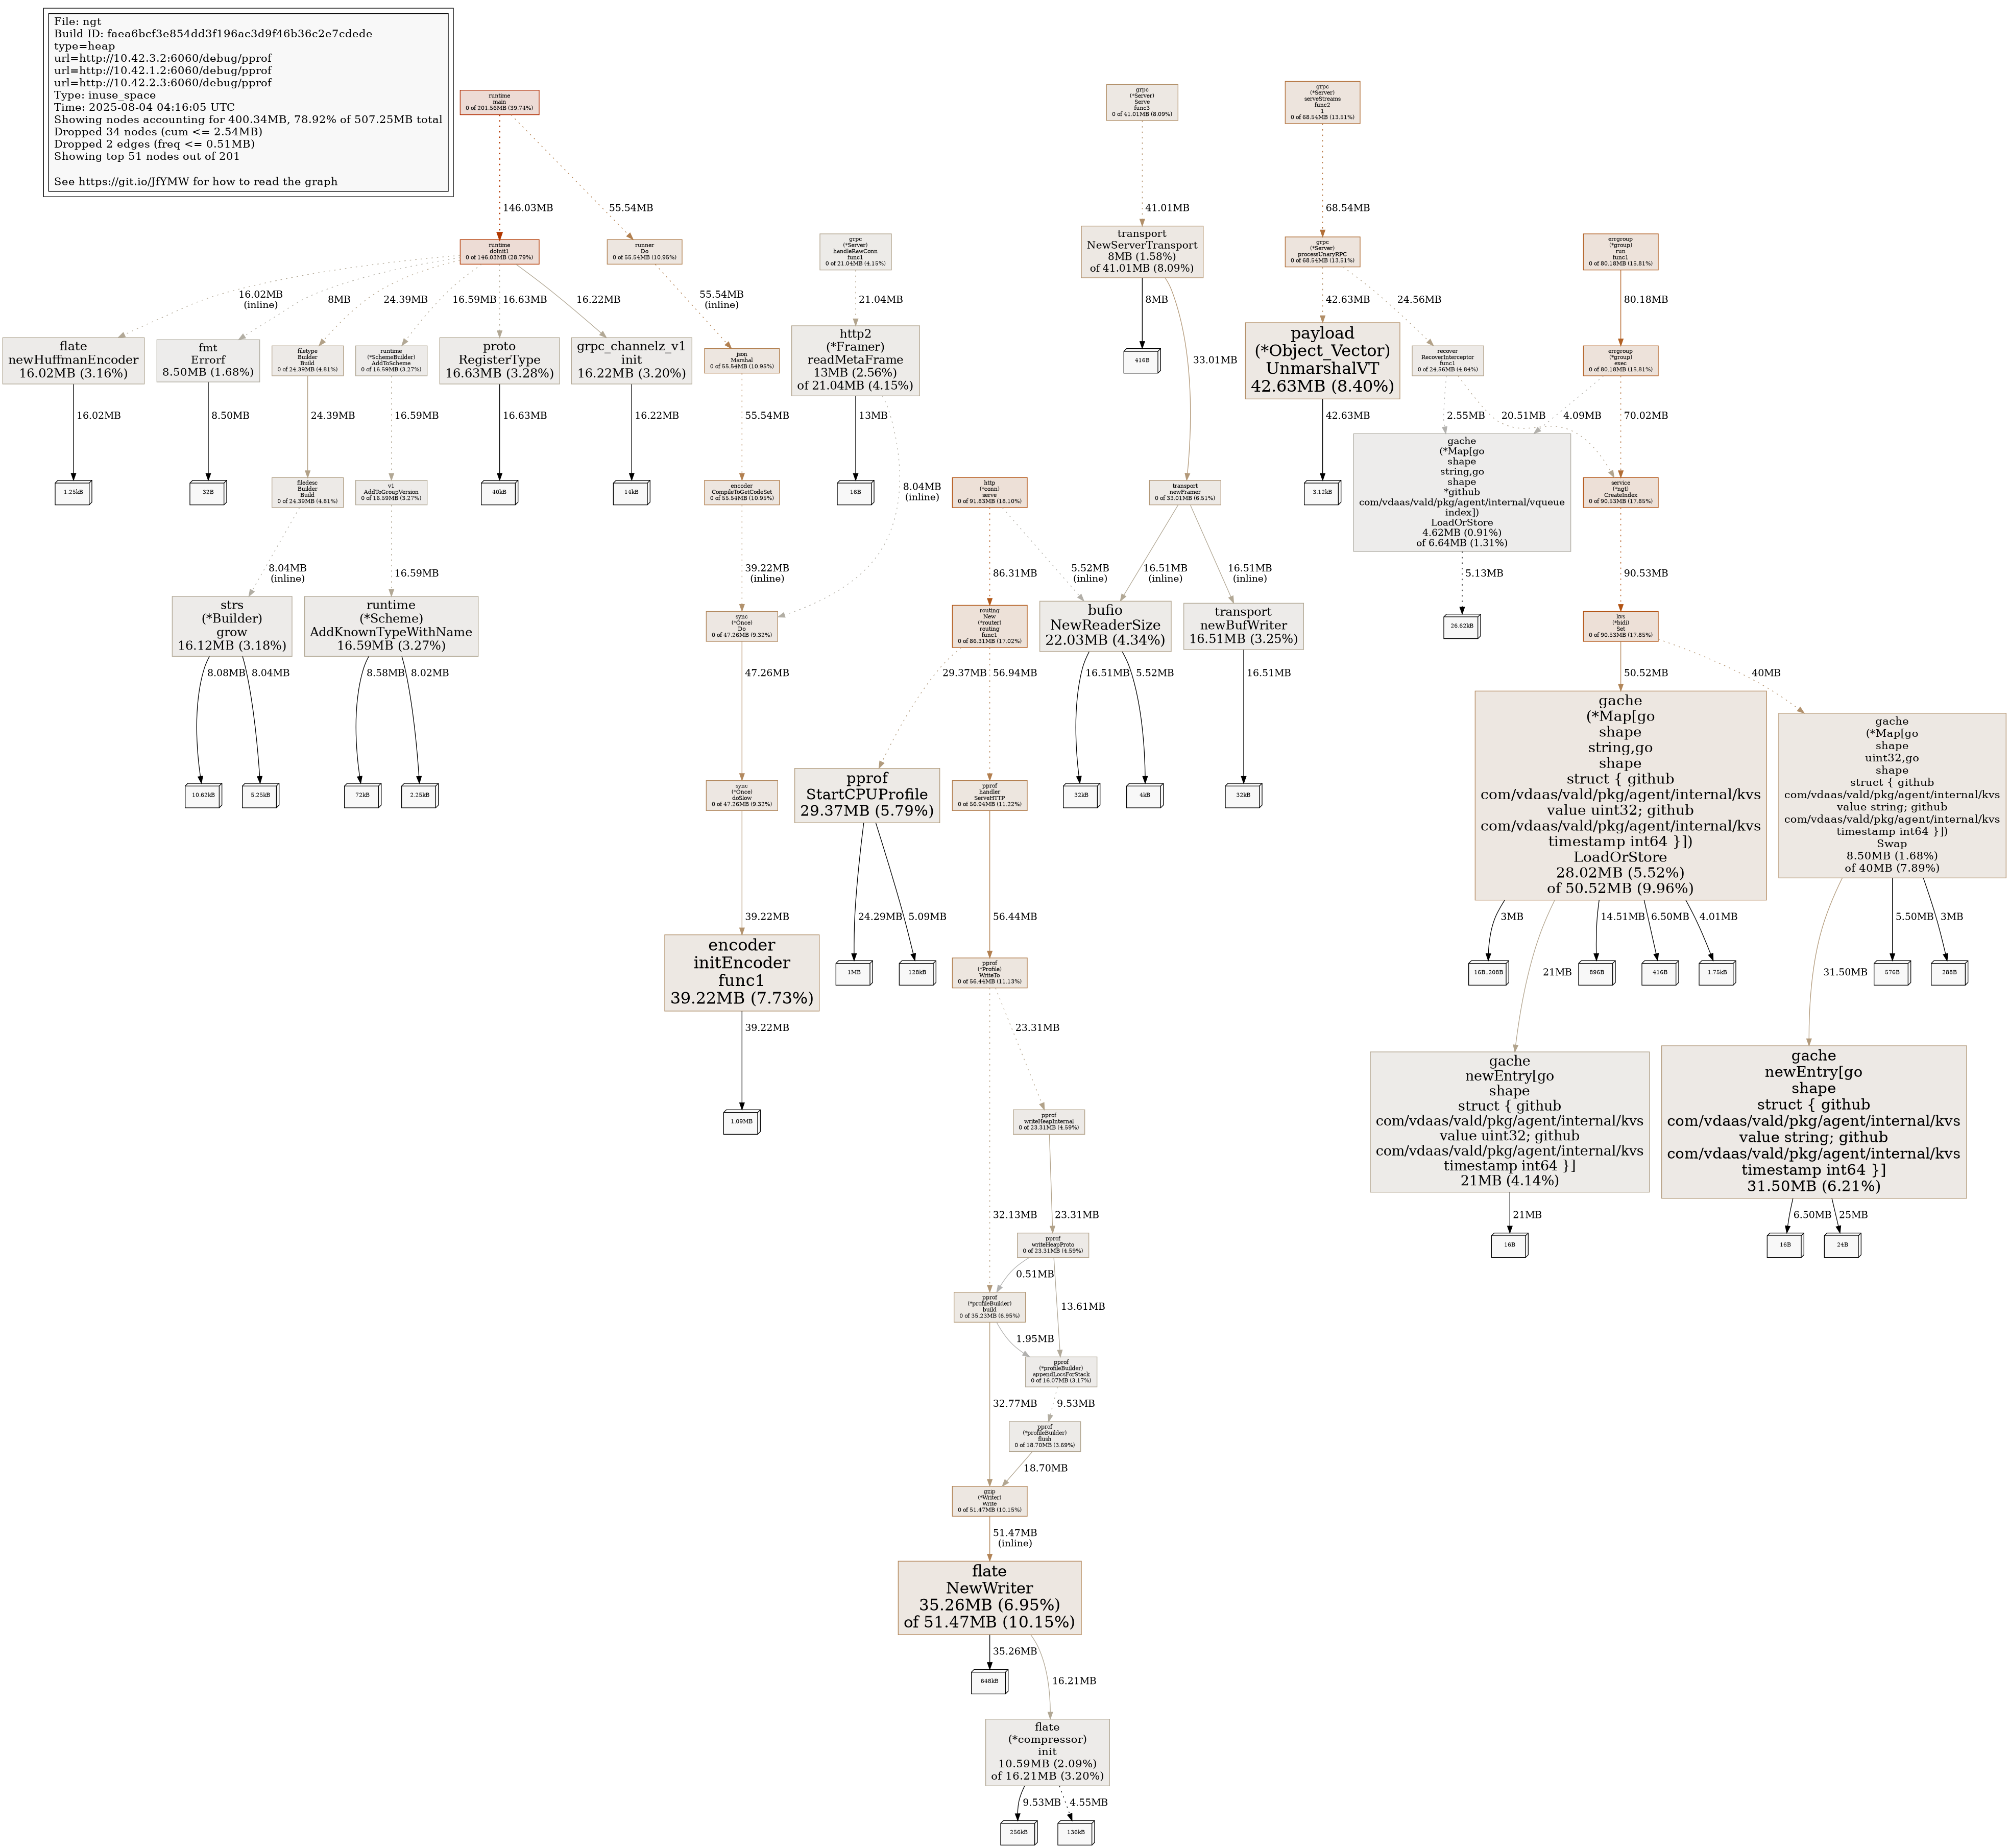 File: ngt
Build ID: faea6bcf3e854dd3f196ac3d9f46b36c2e7cdede
type=heap
url=http://10.42.3.2:6060/debug/pprof
url=http://10.42.1.2:6060/debug/pprof
url=http://10.42.2.3:6060/debug/pprof
Type: inuse_space
Time: 2025-08-04 04:16:05 UTC
Showing nodes accounting for 400.34MB, 78.92% of 507.25MB total
Dropped 34 nodes (cum <= 2.54MB)
Dropped 2 edges (freq <= 0.51MB)
Showing top 51 nodes out of 201
See https://git.io/JfYMW for how to read the graph
runtime
main
0 of 201.56MB (39.74%)
grpc
(*Server)
Serve
func3
0 of 41.01MB (8.09%)
grpc
(*Server)
serveStreams
func2
1
0 of 68.54MB (13.51%)
146.03MB
55.54MB
41.01MB
68.54MB
runtime
doInit1
0 of 146.03MB (28.79%)
runner
Do
0 of 55.54MB (10.95%)
grpc
(*Server)
handleRawConn
func1
0 of 21.04MB (4.15%)
transport
NewServerTransport
8MB (1.58%)
of 41.01MB (8.09%)
grpc
(*Server)
processUnaryRPC
0 of 68.54MB (13.51%)
errgroup
(*group)
run
func1
0 of 80.18MB (15.81%)
16.02MB
(inline)
8MB
24.39MB
16.59MB
16.63MB
16.22MB
55.54MB
(inline)
21.04MB
8MB
33.01MB
42.63MB
24.56MB
80.18MB
flate
newHuffmanEncoder
16.02MB (3.16%)
fmt
Errorf
8.50MB (1.68%)
filetype
Builder
Build
0 of 24.39MB (4.81%)
runtime
(*SchemeBuilder)
AddToScheme
0 of 16.59MB (3.27%)
proto
RegisterType
16.63MB (3.28%)
grpc_channelz_v1
init
16.22MB (3.20%)
json
Marshal
0 of 55.54MB (10.95%)
http2
(*Framer)
readMetaFrame
13MB (2.56%)
of 21.04MB (4.15%)
416B
payload
(*Object_Vector)
UnmarshalVT
42.63MB (8.40%)
recover
RecoverInterceptor
func1
0 of 24.56MB (4.84%)
errgroup
(*group)
exec
0 of 80.18MB (15.81%)
16.02MB
8.50MB
24.39MB
16.59MB
16.63MB
16.22MB
55.54MB
13MB
8.04MB
(inline)
42.63MB
2.55MB
20.51MB
4.09MB
70.02MB
1.25kB
32B
filedesc
Builder
Build
0 of 24.39MB (4.81%)
v1
AddToGroupVersion
0 of 16.59MB (3.27%)
40kB
14kB
encoder
CompileToGetCodeSet
0 of 55.54MB (10.95%)
16B
http
(*conn)
serve
0 of 91.83MB (18.10%)
transport
newFramer
0 of 33.01MB (6.51%)
3.12kB
gache
(*Map[go
shape
string,go
shape
*github
com/vdaas/vald/pkg/agent/internal/vqueue
index])
LoadOrStore
4.62MB (0.91%)
of 6.64MB (1.31%)
service
(*ngt)
CreateIndex
0 of 90.53MB (17.85%)
8.04MB
(inline)
16.59MB
39.22MB
(inline)
86.31MB
5.52MB
(inline)
16.51MB
(inline)
16.51MB
(inline)
5.13MB
90.53MB
strs
(*Builder)
grow
16.12MB (3.18%)
runtime
(*Scheme)
AddKnownTypeWithName
16.59MB (3.27%)
sync
(*Once)
Do
0 of 47.26MB (9.32%)
routing
New
(*router)
routing
func1
0 of 86.31MB (17.02%)
bufio
NewReaderSize
22.03MB (4.34%)
transport
newBufWriter
16.51MB (3.25%)
26.62kB
kvs
(*bidi)
Set
0 of 90.53MB (17.85%)
8.08MB
8.04MB
8.58MB
8.02MB
47.26MB
29.37MB
56.94MB
16.51MB
5.52MB
16.51MB
50.52MB
40MB
10.62kB
5.25kB
72kB
2.25kB
sync
(*Once)
doSlow
0 of 47.26MB (9.32%)
pprof
StartCPUProfile
29.37MB (5.79%)
pprof
handler
ServeHTTP
0 of 56.94MB (11.22%)
32kB
4kB
32kB
gache
(*Map[go
shape
string,go
shape
struct { github
com/vdaas/vald/pkg/agent/internal/kvs
value uint32; github
com/vdaas/vald/pkg/agent/internal/kvs
timestamp int64 }])
LoadOrStore
28.02MB (5.52%)
of 50.52MB (9.96%)
gache
(*Map[go
shape
uint32,go
shape
struct { github
com/vdaas/vald/pkg/agent/internal/kvs
value string; github
com/vdaas/vald/pkg/agent/internal/kvs
timestamp int64 }])
Swap
8.50MB (1.68%)
of 40MB (7.89%)
39.22MB
24.29MB
5.09MB
56.44MB
3MB
21MB
14.51MB
6.50MB
4.01MB
31.50MB
5.50MB
3MB
encoder
initEncoder
func1
39.22MB (7.73%)
1MB
128kB
pprof
(*Profile)
WriteTo
0 of 56.44MB (11.13%)
16B..208B
896B
416B
1.75kB
576B
288B
39.22MB
32.13MB
23.31MB
1.09MB
pprof
writeHeapInternal
0 of 23.31MB (4.59%)
gache
newEntry[go
shape
struct { github
com/vdaas/vald/pkg/agent/internal/kvs
value uint32; github
com/vdaas/vald/pkg/agent/internal/kvs
timestamp int64 }]
21MB (4.14%)
gache
newEntry[go
shape
struct { github
com/vdaas/vald/pkg/agent/internal/kvs
value string; github
com/vdaas/vald/pkg/agent/internal/kvs
timestamp int64 }]
31.50MB (6.21%)
23.31MB
21MB
6.50MB
25MB
pprof
writeHeapProto
0 of 23.31MB (4.59%)
16B
16B
24B
0.51MB
13.61MB
pprof
(*profileBuilder)
build
0 of 35.23MB (6.95%)
1.95MB
32.77MB
pprof
(*profileBuilder)
appendLocsForStack
0 of 16.07MB (3.17%)
9.53MB
pprof
(*profileBuilder)
flush
0 of 18.70MB (3.69%)
18.70MB
gzip
(*Writer)
Write
0 of 51.47MB (10.15%)
51.47MB
(inline)
flate
NewWriter
35.26MB (6.95%)
of 51.47MB (10.15%)
35.26MB
16.21MB
648kB
flate
(*compressor)
init
10.59MB (2.09%)
of 16.21MB (3.20%)
9.53MB
4.55MB
256kB
136kB